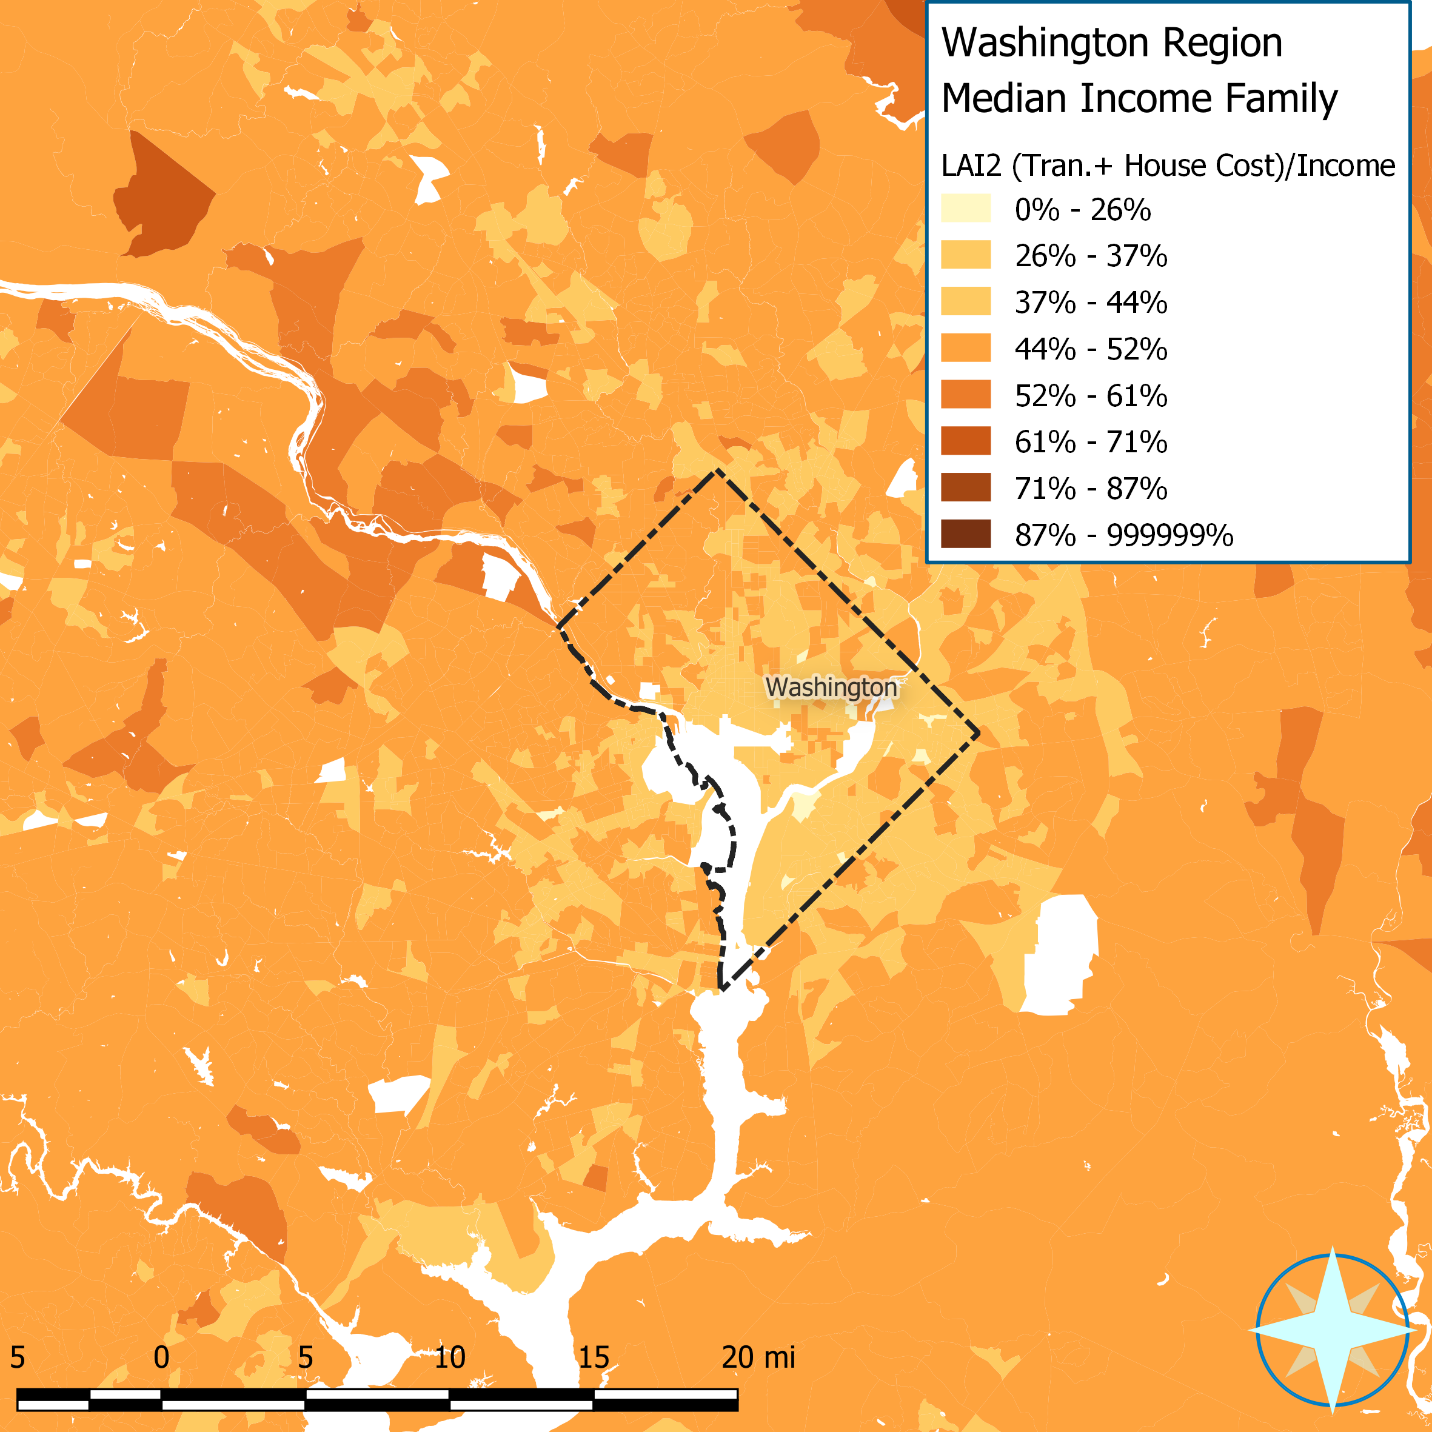 Washington Region
Median Income Family
LAI2 (Tran.+ House Cost)/Income
0% - 26%
26% - 37%
37% - 44%
44% - 52%
52% - 61%
61% - 71%
71% - 87%
87% - 999999%
Washington
5 0 5 10 15 20 mi